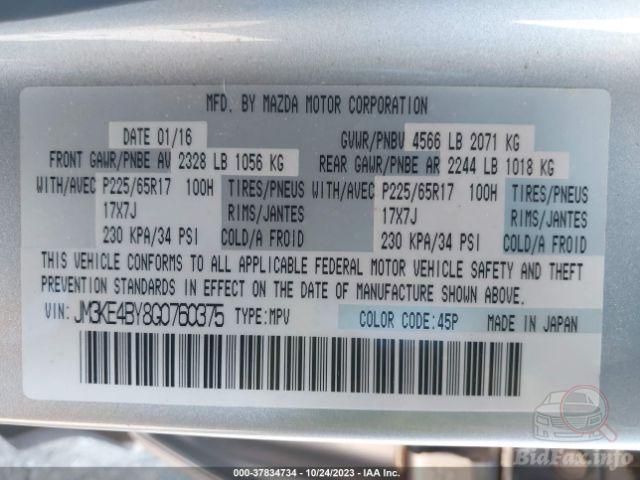 MFD. BY MAZDA MOTOR CORPORATION
DATE 01/16 GVWR/PNBV 4566 LB 2071 KG
FRONT GAWR/PNBE AV 2328 LB 1056 KG REAR GAWR/PNBE AR 2244 LB 1018 KG
WITH/AVEC P225/65R17 100H TIRES/PNEUS WITH/AVEC P225/65R17 100H TIRES/PNEUS
17X7J RIMS/JANTES 17X7J RIMS/JANTES
230 KPA/34 PSI COLD/A FROID 230 KPA/34 PSI COLD/A FROID
THIS VEHICLE CONFORMS TO ALL APPLICABLE FEDERAL MOTOR VEHICLE SAFETY AND THEFT
PREVENTION STANDARDS IN EFFECT ON THE DATE OF MANUFACTURE SHOWN ABOVE.
VIN: JM3KE4BY8G0760375 TYPE:MPV COLOR CODE:45P MADE IN JAPAN
000-37834734 - 10/24/2023 - IAA Inc.
BidFax.info